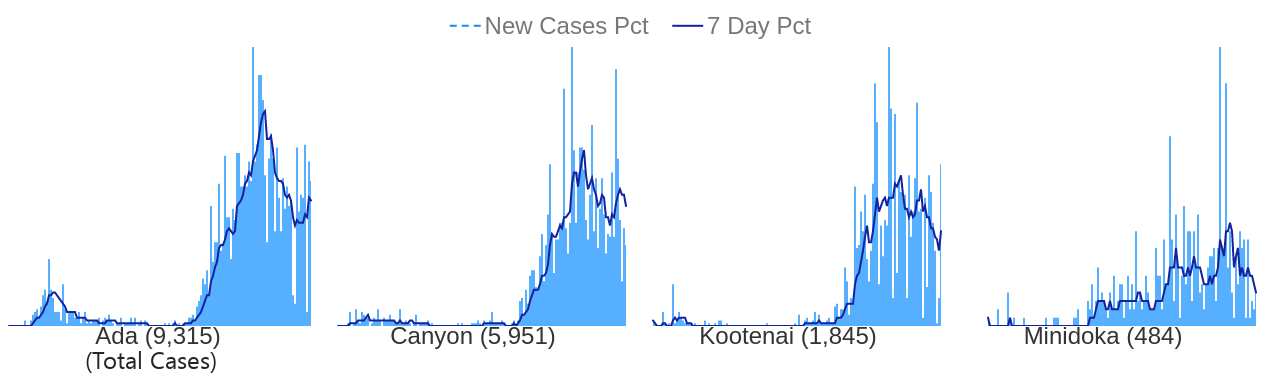 New Cases Pct 7 Day Pct
Ada (9,315) Canyon (5,951) Kootenai (1,845) Minidoka (484)
(Total Cases)